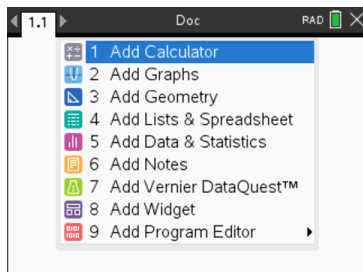 1.1 Doc RAD
1 Add Calculator
2 Add Graphs
3 Add Geometry
4 Add Lists & Spreadsheet
5 Add Data & Statistics
6 Add Notes
7 Add Vernier DataQuest™
8 Add Widget
9 Add Program Editor